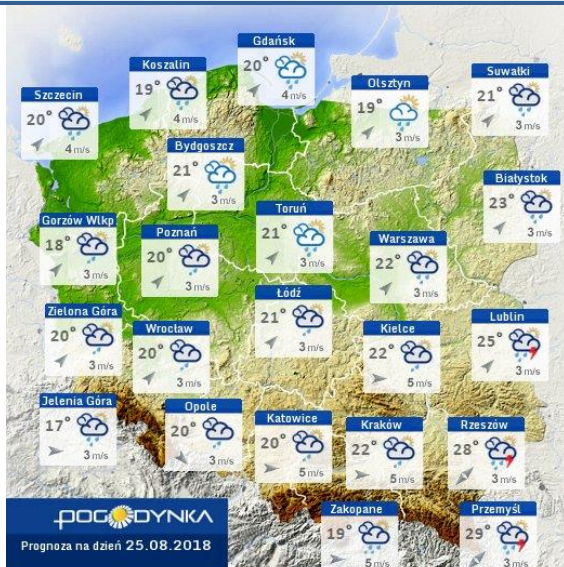 Gdańsk
20°
4 m/s
Koszalin
19°
4 m/s
Suwałki
21°
3 m/s
Olsztyn
19°
3 m/s
Szczecin
20°
4 m/s
Bydgoszcz
21°
3 m/s
Białystok
23°
3 m/s
Toruń
21°
3 m/s
Gorzów Wlkp
18°
3 m/s
Poznań
20°
3 m/s
Warszawa
22°
3 m/s
Łódź
21°
3 m/s
Zielona Góra
20°
3 m/s
Wrocław
20°
3 m/s
Kielce
22°
5 m/s
Lublin
25°
3 m/s
Jelenia Góra
17°
3 m/s
Opole
20°
3 m/s
Katowice
20°
5 m/s
Kraków
22°
5 m/s
Rzeszów
28°
3 m/s
Zakopane
19°
5 m/s
Przemyśl
29°
3 m/s
POGODYNKA
Prognoza na dzień 25.08.2018